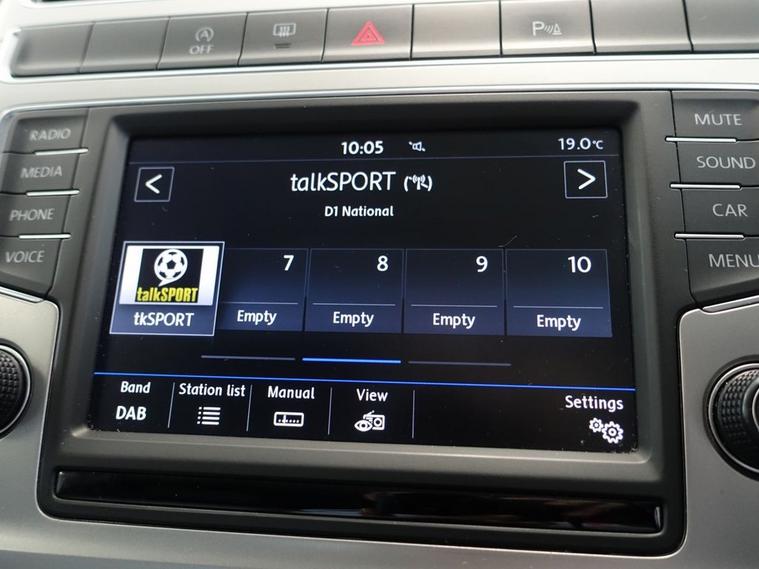 OFF
P
RADIO
MEDIA
PHONE
VOICE
MUTE
SOUND
CAR
MENU
10:05
19.0°C
<
talkSPORT
>
D1 National
talkSPORT
tkSPORT
7
Empty
8
Empty
9
Empty
10
Empty
Band
DAB
Station list
Manual
View
Settings